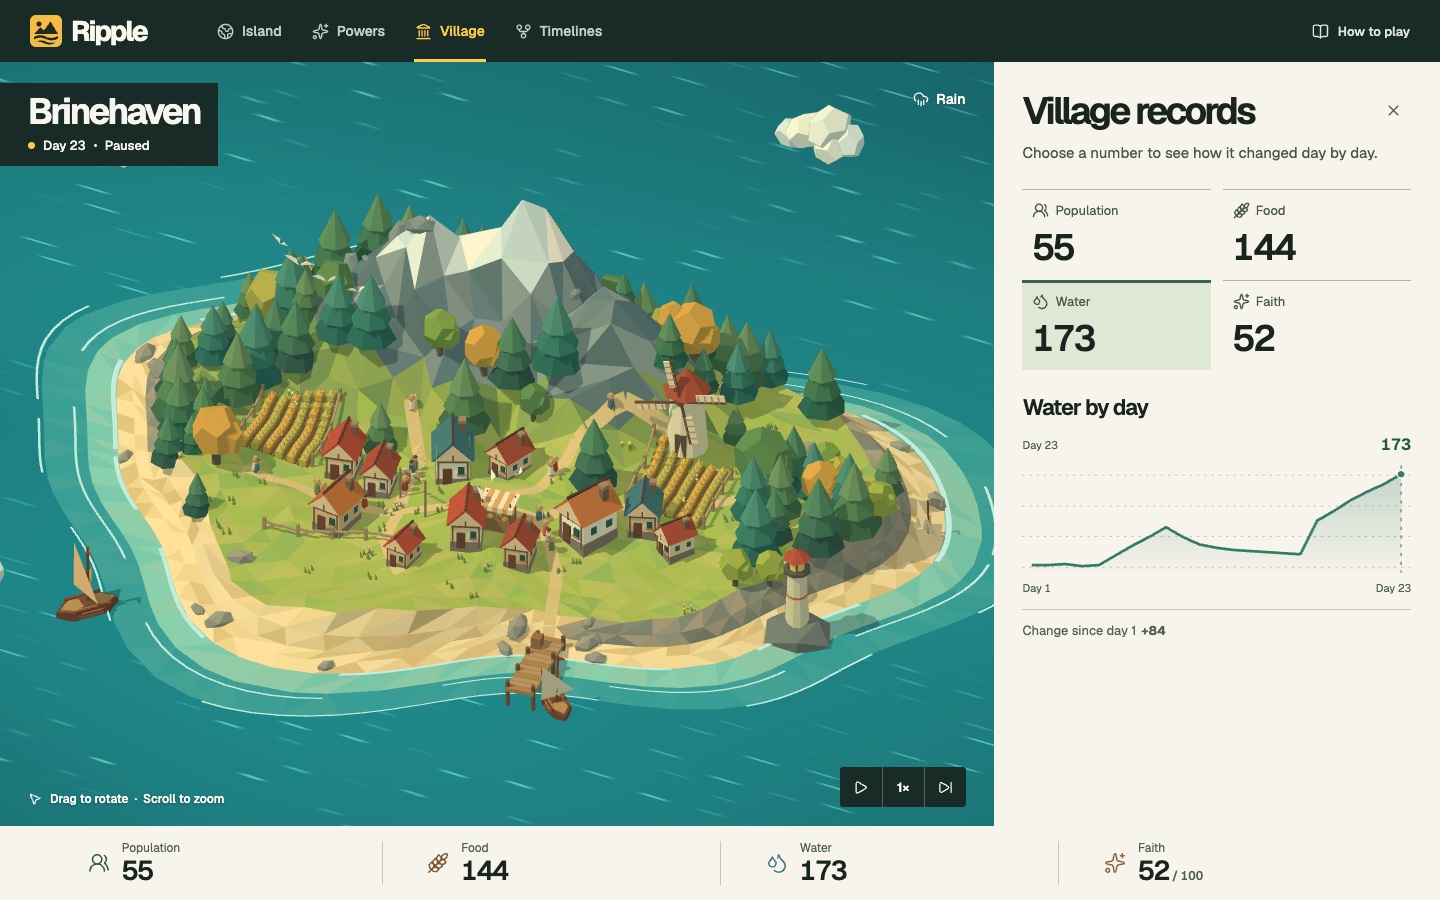 Ripple
Island
Powers
Village
Timelines
How to play
Brinehaven
Day 23 • Paused
Rain
Drag to rotate · Scroll to zoom
1×
Village records
Choose a number to see how it changed day by day.
Population
55
Food
144
Water
173
Faith
52
Water by day
Day 23
173
Day 1
Day 23
Change since day 1 +84
Population
55
Food
144
Water
173
Faith
52 / 100